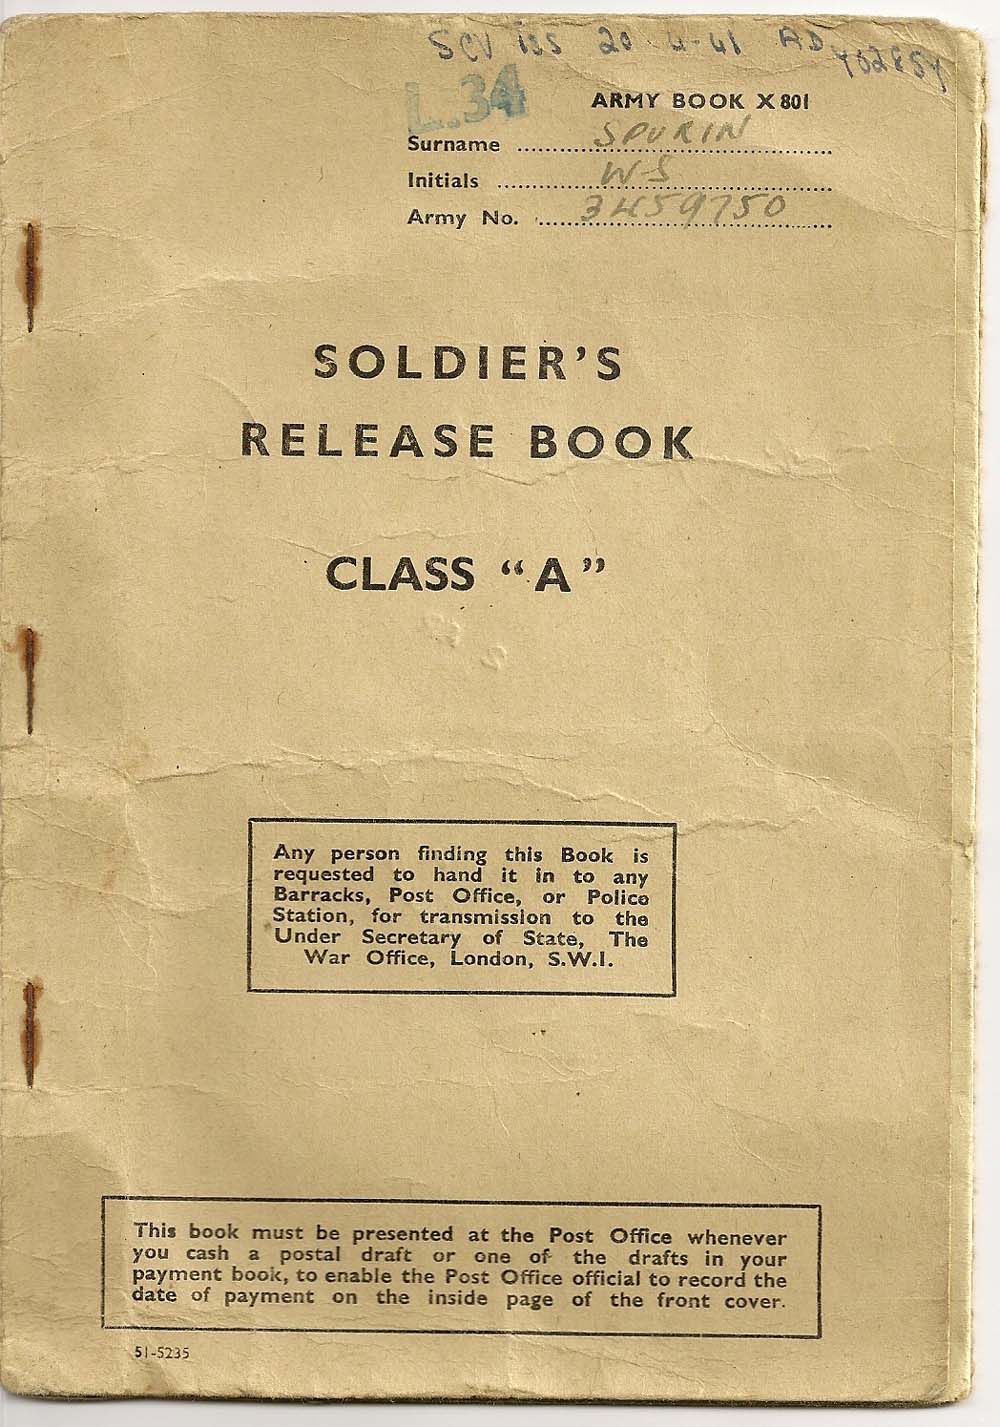 SCV iss 20-4-41 AD
Y02854
L.34
ARMY BOOK X 801
Surname SPURIN
Initials WS
Army No. 3459750
SOLDIER'S
RELEASE BOOK
CLASS “A”
Any person finding this Book is
requested to hand it in to any
Barracks, Post Office, or Police
Station, for transmission to the
Under Secretary of State, The
War Office, London, S.W.1.
This book must be presented at the Post Office whenever
you cash a postal draft or one of the drafts in your
payment book, to enable the Post Office official to record the
date of payment on the inside page of the front cover.
51-5235